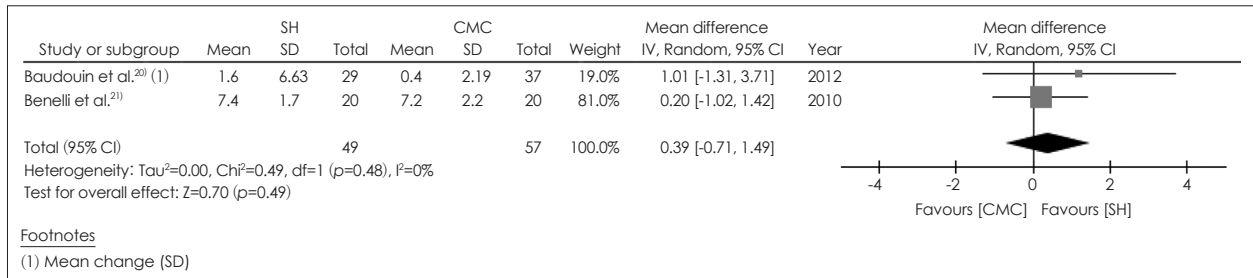 SH CMC Mean difference Mean difference
Study or subgroup Mean SD Total Mean SD Total Weight IV, Random, 95% CI Year IV, Random, 95% CI
Baudouin et al.²⁰⁾ (1) 1.6 6.63 29 0.4 2.19 37 19.0% 1.01 [-1.31, 3.71] 2012
Benelli et al.²¹⁾ 7.4 1.7 20 7.2 2.2 20 81.0% 0.20 [-1.02, 1.42] 2010
Total (95% CI) 49 57 100.0% 0.39 [-0.71, 1.49]
Heterogeneity: Tau²=0.00, Chi²=0.49, df=1 (p=0.48), I²=0%
Test for overall effect: Z=0.70 (p=0.49)
-4 -2 0 2 4
Favours [CMC] Favours [SH]
Footnotes
(1) Mean change (SD)